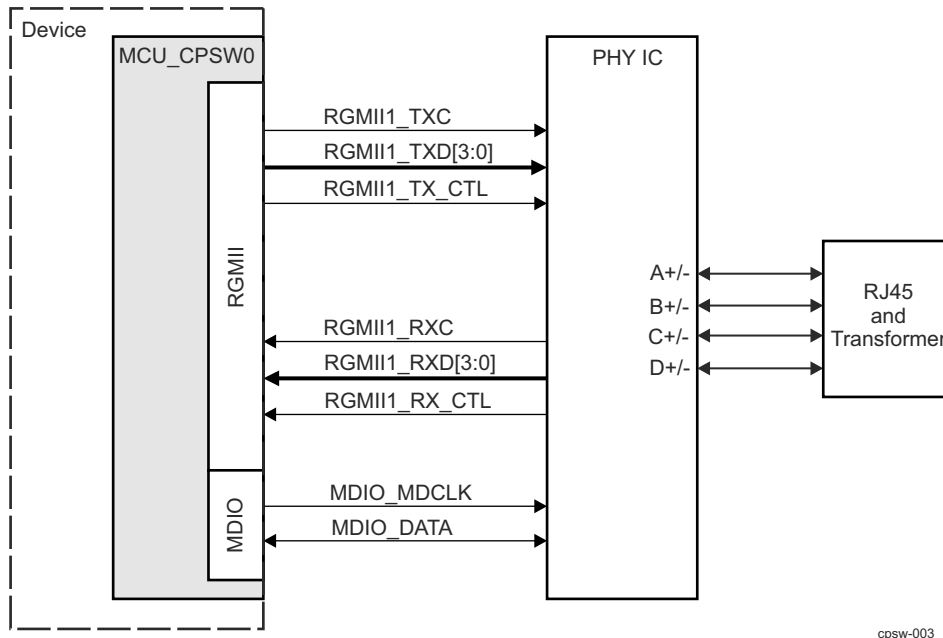 Device
MCU_CPSW0
PHY IC
RGMII1_TXC
RGMII1_TXD[3:0]
RGMII1_TX_CTL
RGMII
A+/-
B+/-
C+/-
D+/-
RJ45
and
Transformer
RGMII1_RXC
RGMII1_RXD[3:0]
RGMII1_RX_CTL
MDIO
MDIO_MDCLK
MDIO_DATA
cpsw-003